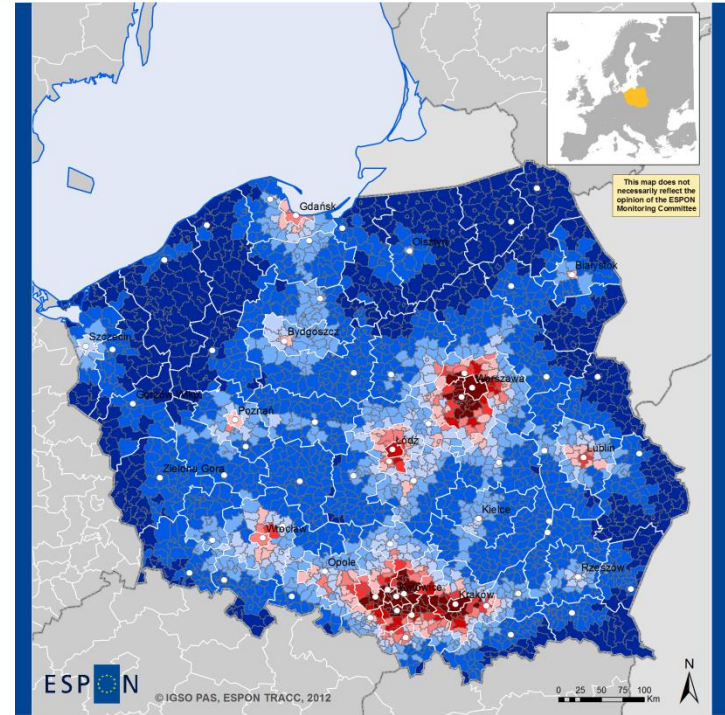 This map does not
necessarily reflect the
opinion of the ESPON
Monitoring Committee
Gdańsk
Olsztyn
Białystok
Szczecin
Bydgoszcz
Warszawa
Poznań
Łódź
Lublin
Zielona Gora
Kielce
Wrocław
Opole
Rzeszów
Katowice
Kraków
ESPON
© IGSO PAS, ESPON TRACC, 2012
N
0 25 50 75 100
Km